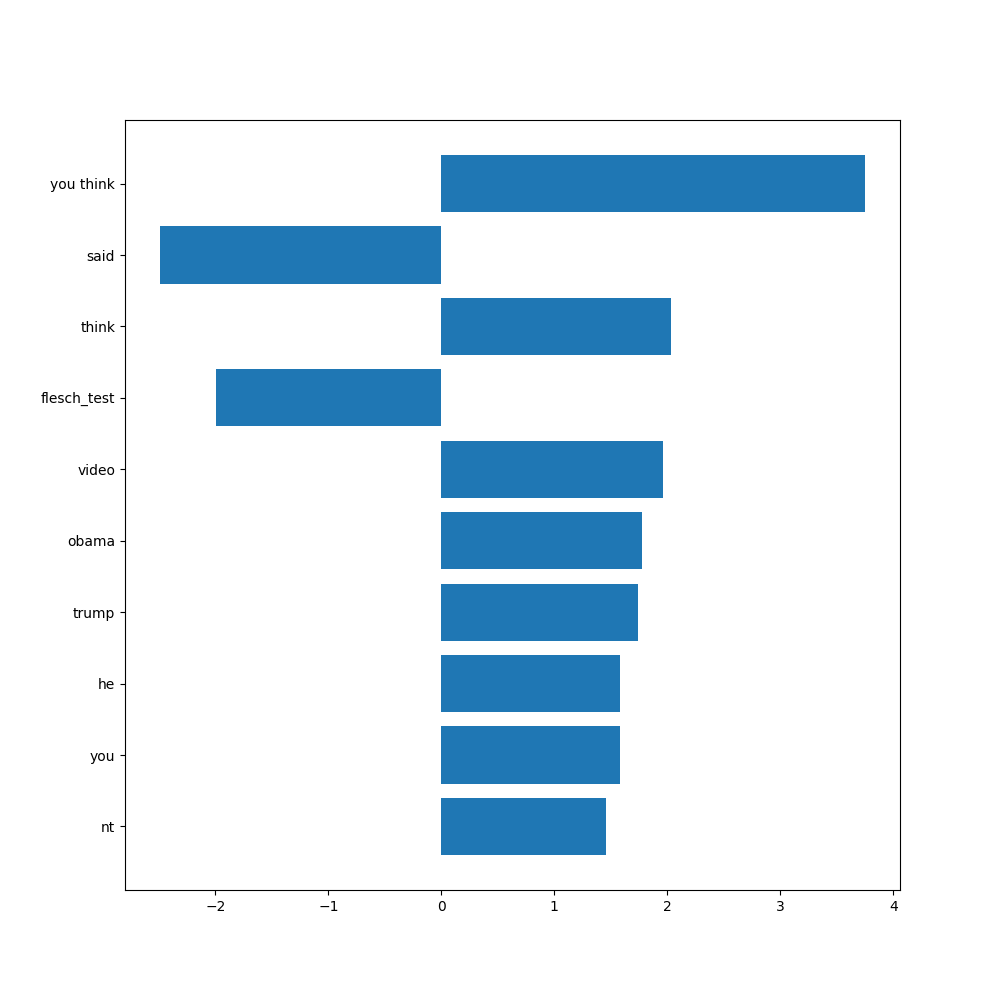 you think
said
think
flesch_test
video
obama
trump
he
you
nt
−2 −1 0 1 2 3 4